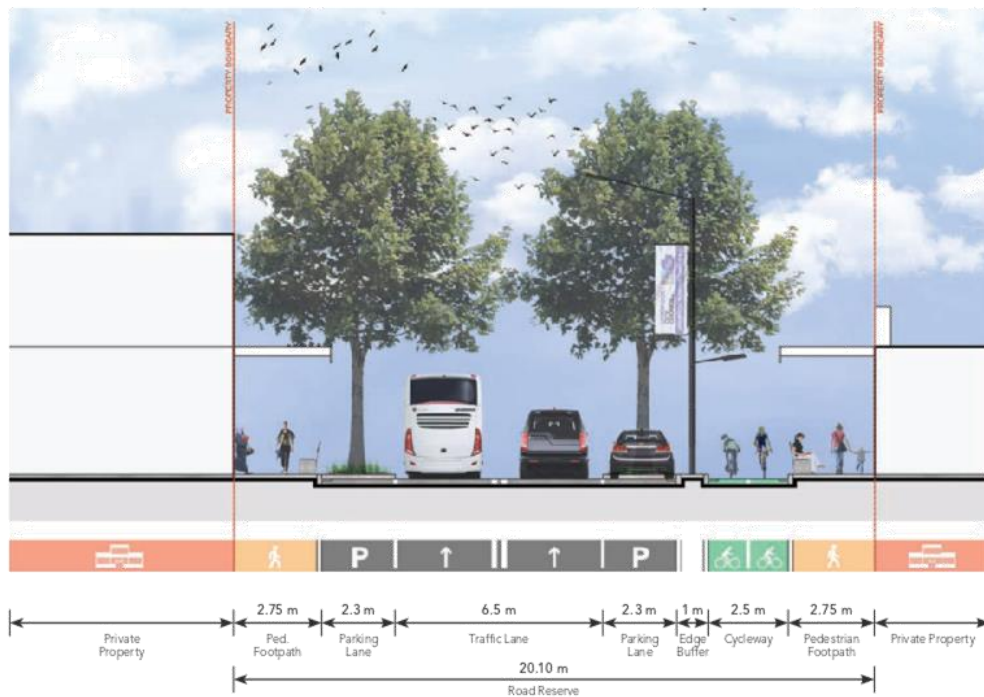 PROPERTY BOUNDARY
PROPERTY BOUNDARY
P
P
2.75 m
2.3 m
6.5 m
2.3 m
1 m
2.5 m
2.75 m
Private
Property
Ped.
Footpath
Parking
Lane
Traffic Lane
Parking
Lane
Edge
Buffer
Cycleway
Pedestrian
Footpath
Private Property
20.10 m
Road Reserve